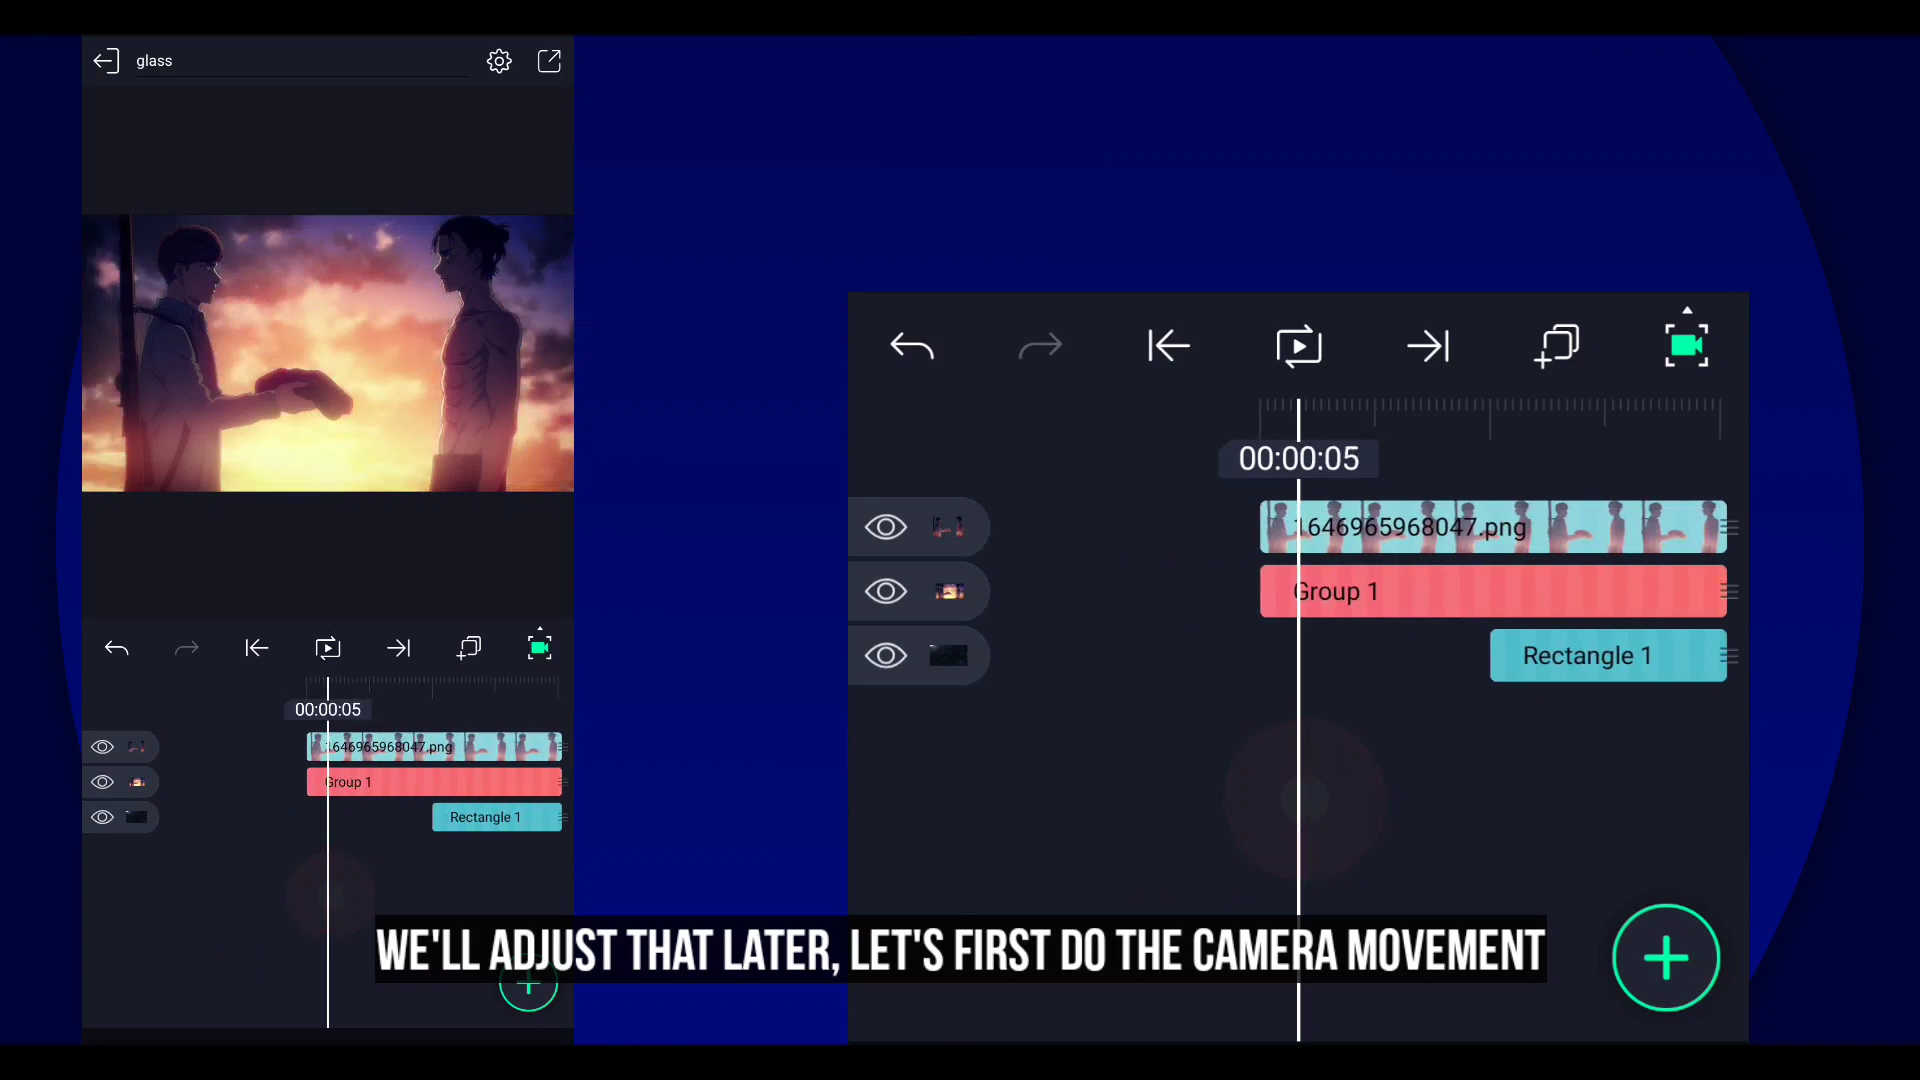 glass
00:00:05
1646965968047.png
Group 1
Rectangle 1
00:00:05
1646965968047.png
Group 1
Rectangle 1
WE'LL ADJUST THAT LATER, LET'S FIRST DO THE CAMERA MOVEMENT